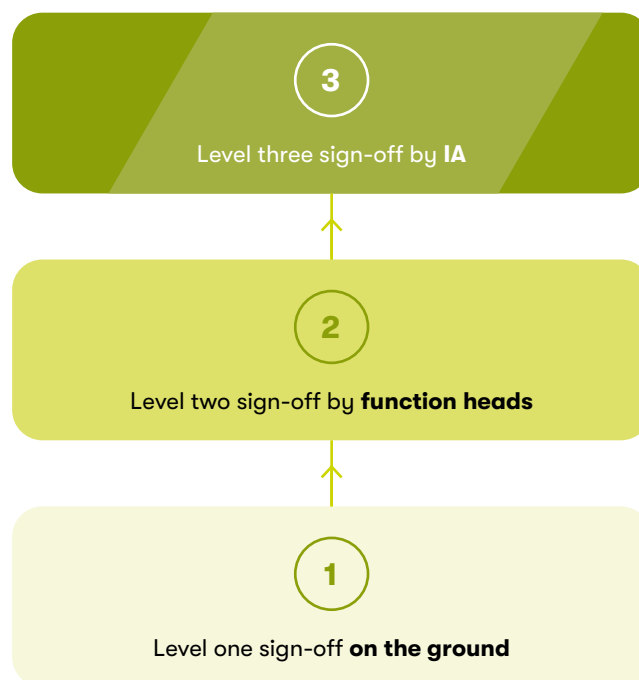 3
Level three sign-off by IA
2
Level two sign-off by function heads
1
Level one sign-off on the ground